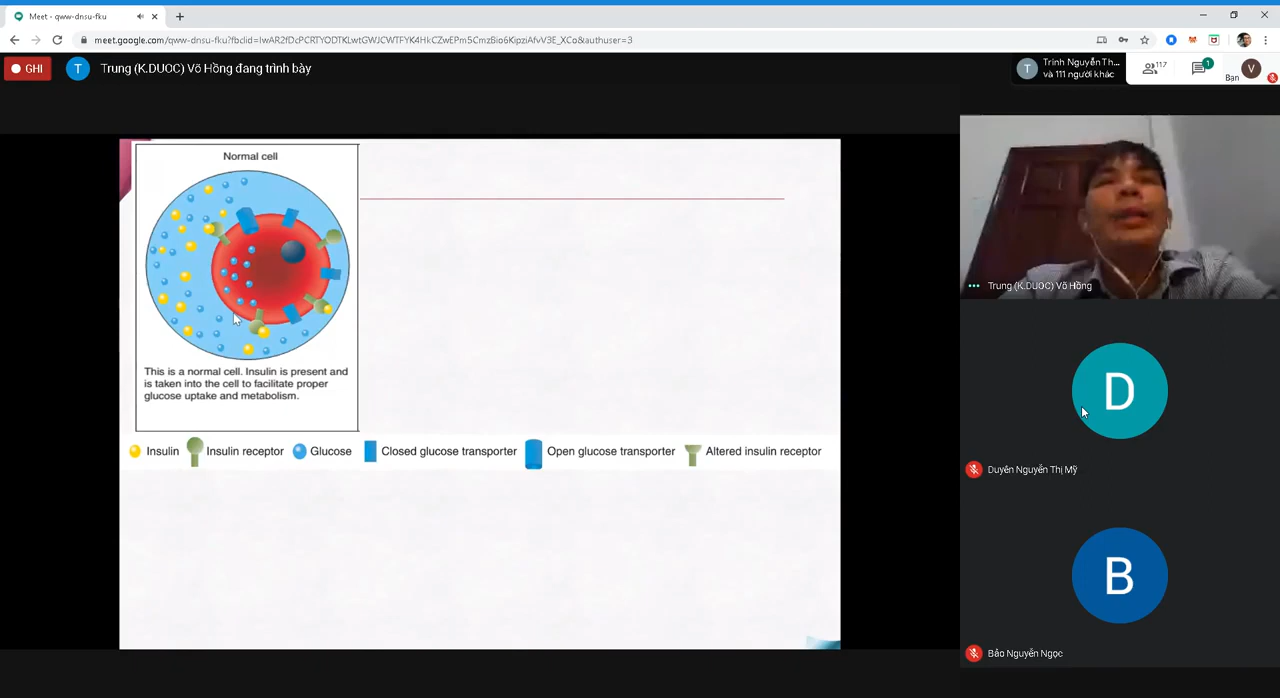 Meet - qww-dnsu-fku
meet.google.com/qww-dnsu-fku?fbclid=IwAR2fDcPCRTYODTKLwtGWJCWTFYK4HkCZwEPm5CmzBio6KipziAfvV3E_XCo&authuser=3
GHI
T
Trung (K.DUOC) Võ Hồng đang trình bày
T
Trinh Nguyễn Th...
và 111 người khác
117
1
Bạn
V
Normal cell
This is a normal cell. Insulin is present and
is taken into the cell to facilitate proper
glucose uptake and metabolism.
Insulin
Insulin receptor
Glucose
Closed glucose transporter
Open glucose transporter
Altered insulin receptor
Trung (K.DUOC) Võ Hồng
D
Duyên Nguyễn Thị Mỹ
B
Bảo Nguyễn Ngọc